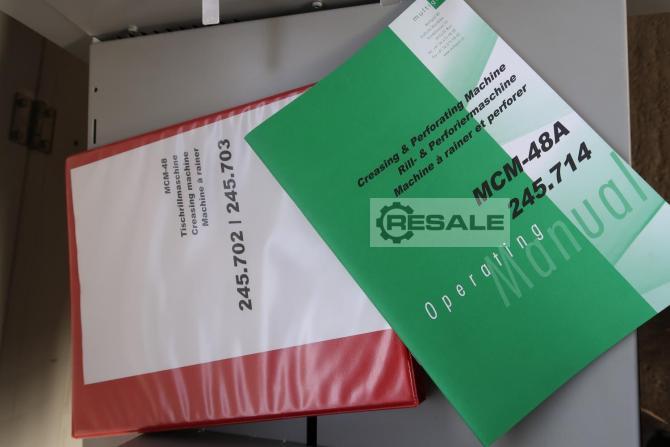 MCM-48
Tischrillmaschine
Creasing machine
Machine à rainer
245.702 | 245.703
Creasing & Perforating Machine
Rill- & Perforiermaschine
Machine à rainer et perforer
MCM-48A
245.714
RESALE
Operating
Manual